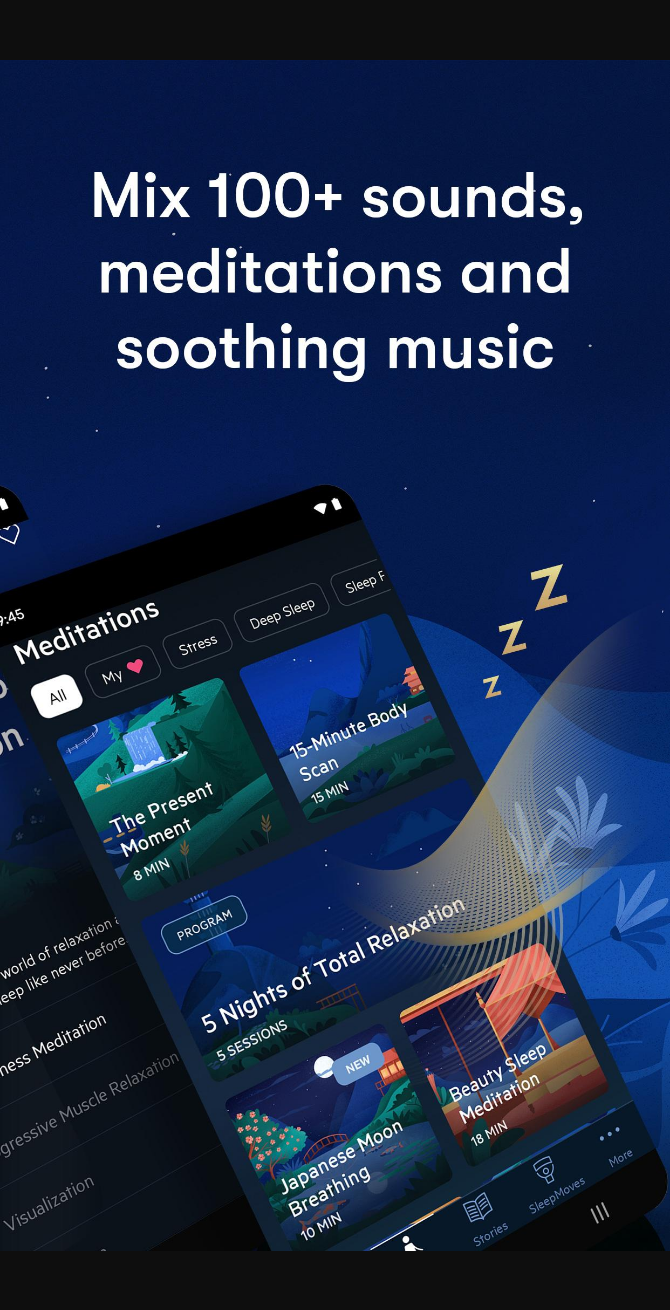 Mix 100+ sounds,
meditations and
soothing music
9:45
Meditations
All
My
Stress
Deep Sleep
Sleep
The Present
Moment
8 MIN
15-Minute Body
Scan
15 MIN
PROGRAM
5 Nights of Total Relaxation
5 SESSIONS
NEW
Japanese Moon
Breathing
10 MIN
Beauty Sleep
Meditation
18 MIN
Stories
SleepMoves
More
world of relaxation
eep like never before
ness Meditation
gressive Muscle Relaxation
Visualization
Z
Z
Z